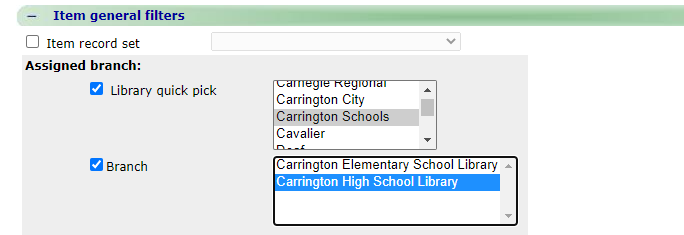 − Item general filters
Item record set
Assigned branch:
Library quick pick
Carnegie Regional
Carrington City
Carrington Schools
Cavalier
Branch
Carrington Elementary School Library
Carrington High School Library